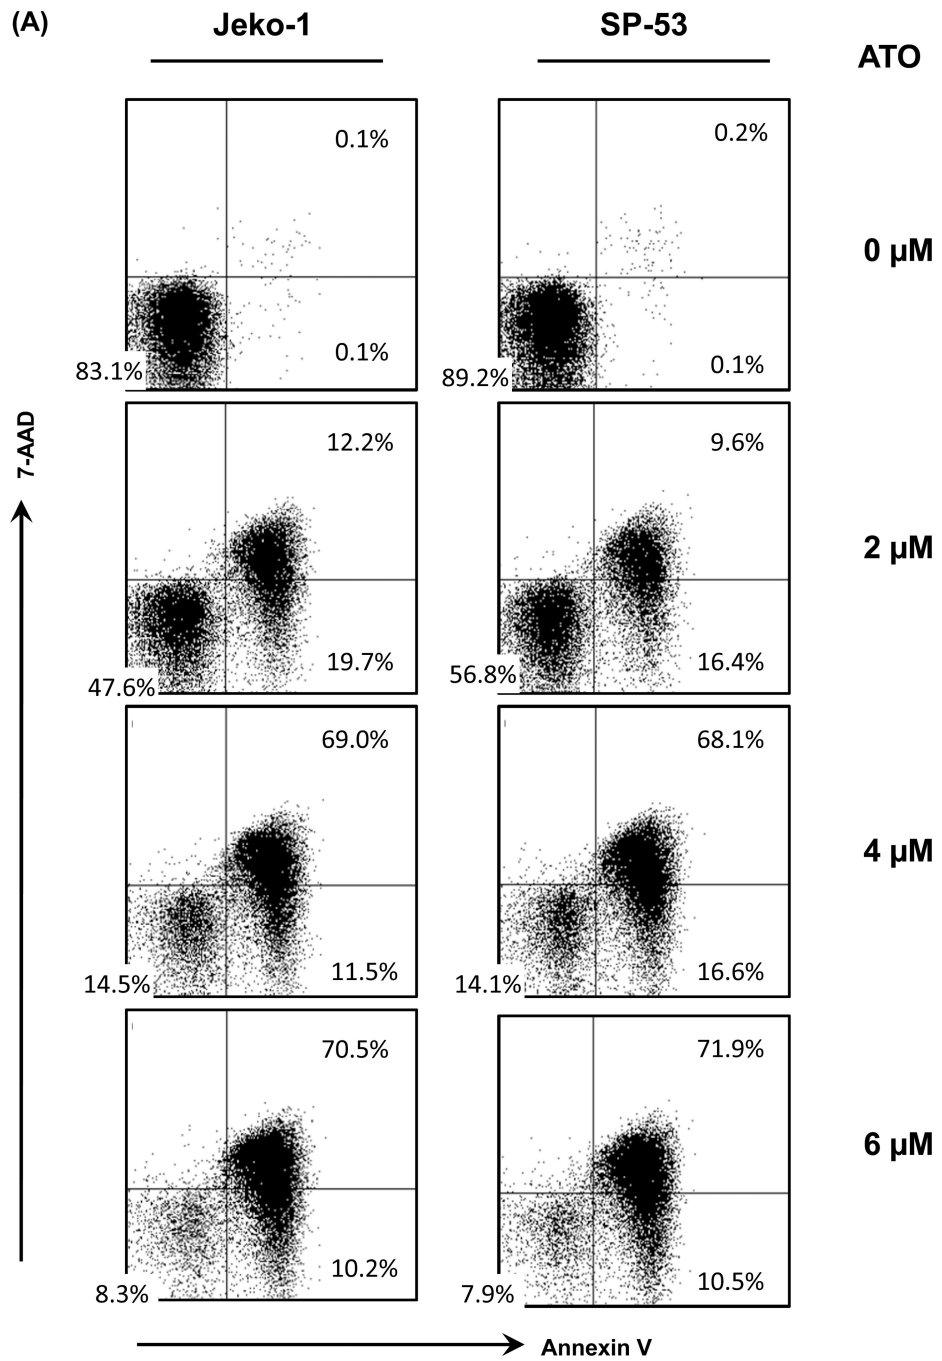 (A)
Jeko-1
SP-53
ATO
0.1%
0.2%
0 µM
0.1%
0.1%
83.1%
89.2%
7-AAD
12.2%
9.6%
2 µM
19.7%
16.4%
47.6%
56.8%
69.0%
68.1%
4 µM
11.5%
16.6%
14.5%
14.1%
70.5%
71.9%
6 µM
10.2%
10.5%
8.3%
7.9%
Annexin V